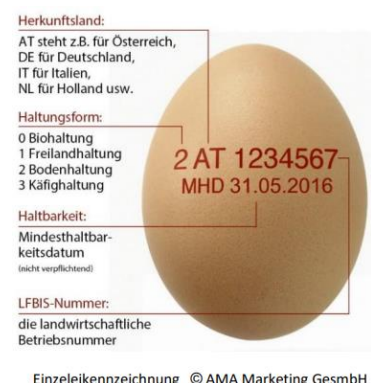 Herkunftsland:
AT steht z.B. für Österreich,
DE für Deutschland,
IT für Italien,
NL für Holland usw.
Haltungsform:
0 Biohaltung
1 Freilandhaltung
2 Bodenhaltung
3 Käfighaltung
Haltbarkeit:
Mindesthaltbar-
keitsdatum
(nicht verpflichtend)
LFBIS-Nummer:
die landwirtschaftliche
Betriebsnummer
2 AT 1234567
MHD 31.05.2016
Einzeleikennzeichnung © AMA Marketing GesmbH